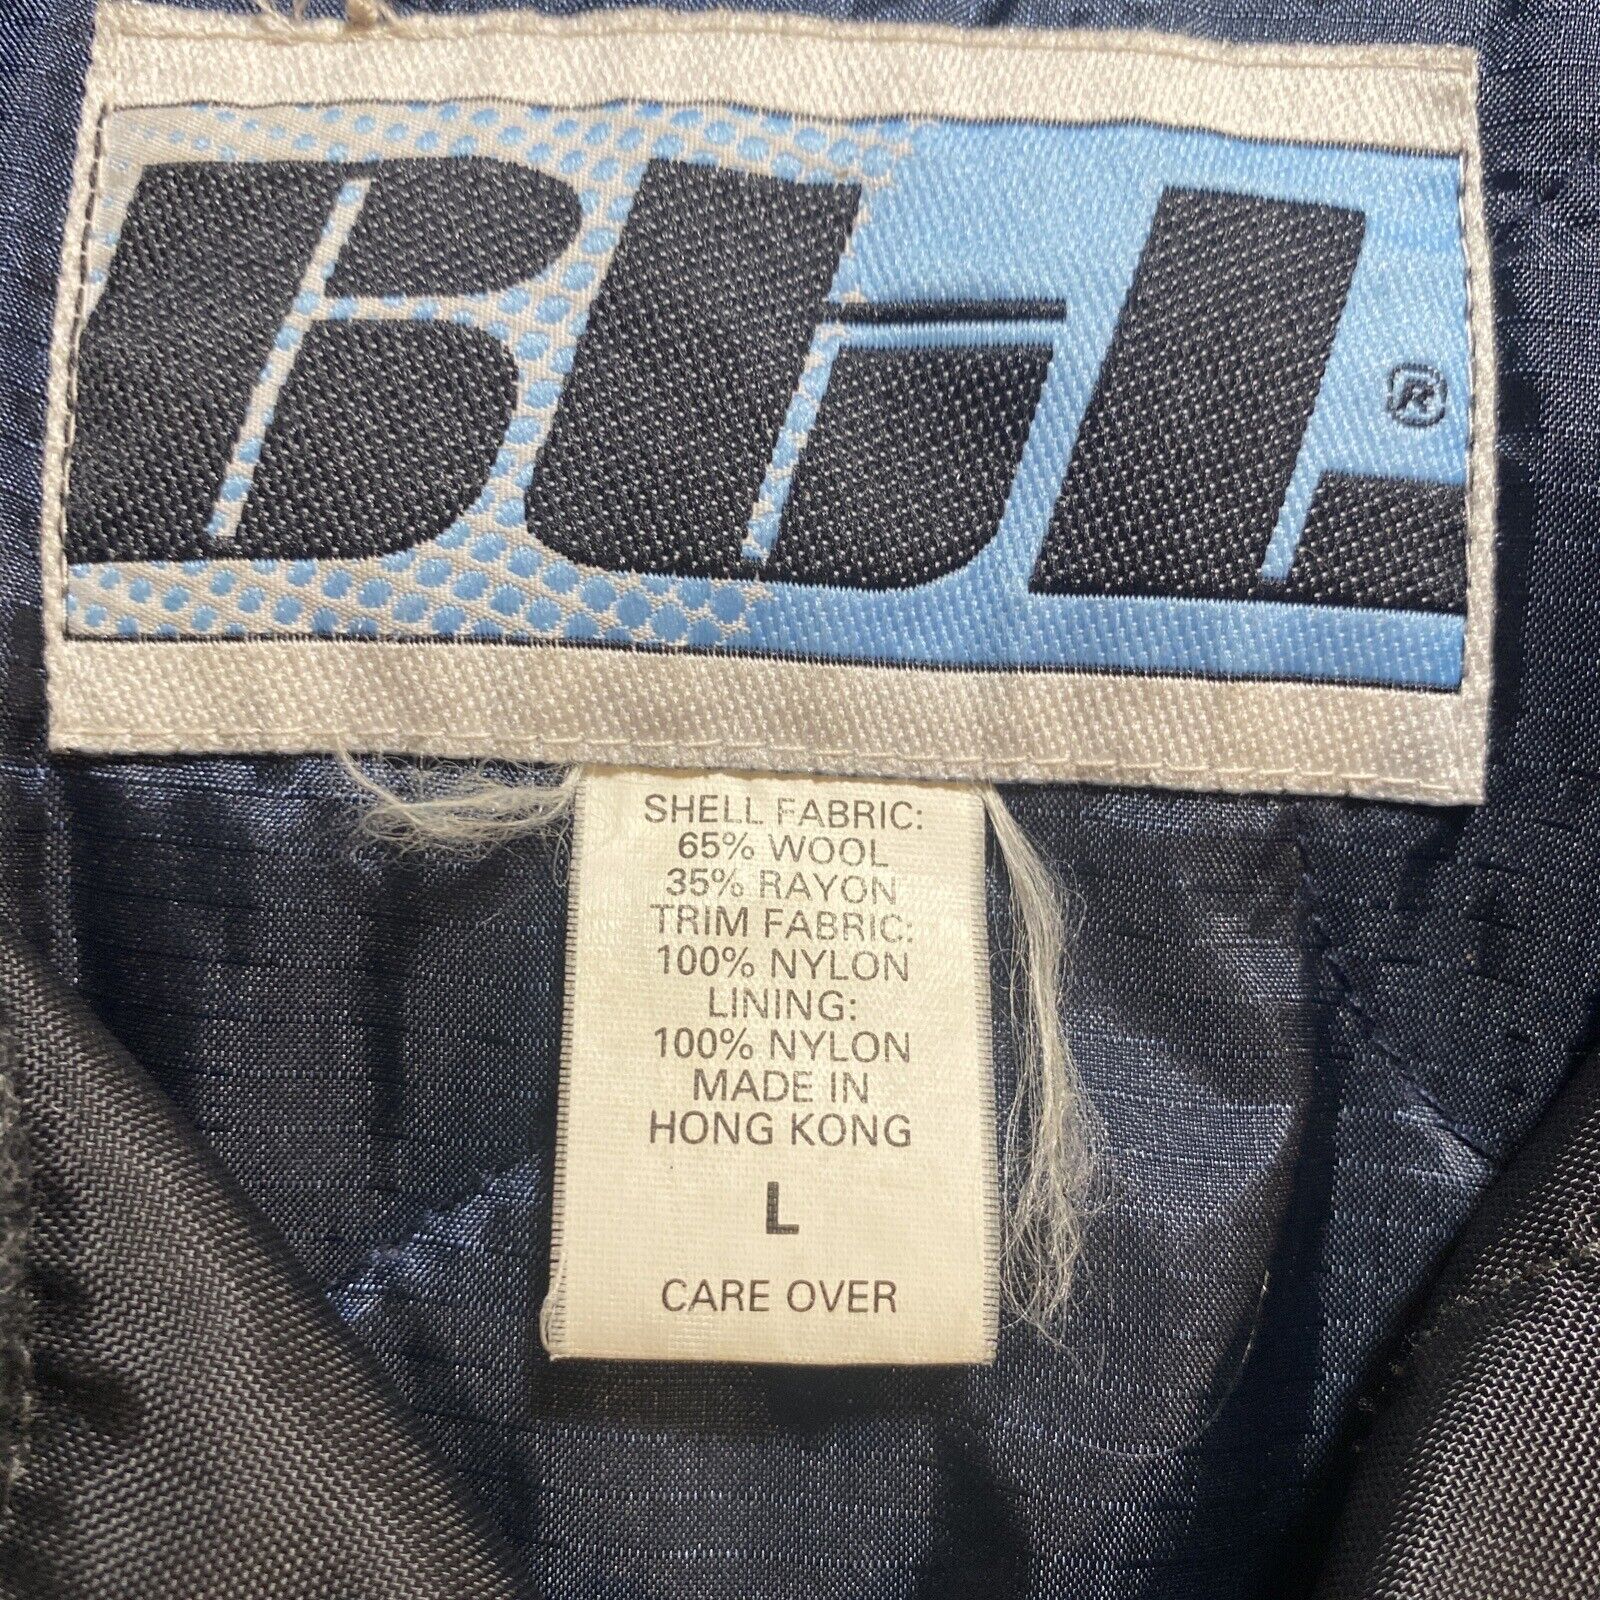 BGL ®
SHELL FABRIC:
65% WOOL
35% RAYON
TRIM FABRIC:
100% NYLON
LINING:
100% NYLON
MADE IN
HONG KONG
L
CARE OVER